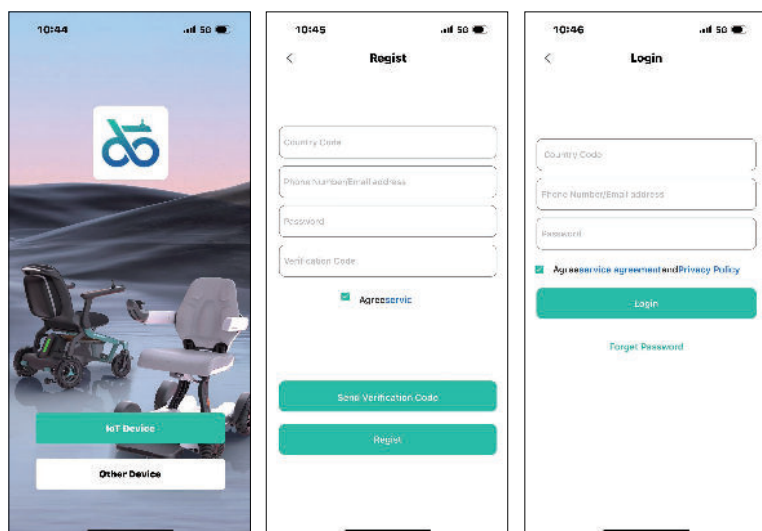 10:44
5G
IoT Device
Other Device
10:45
5G
Regist
Country Code
Phone Number/Email address
Password
Verification Code
Agreeservic
Send Verification Code
Regist
10:46
5G
Login
Country Code
Phone Number/Email address
Password
Agreeservice agreementandPrivacy Policy
Login
Forget Password